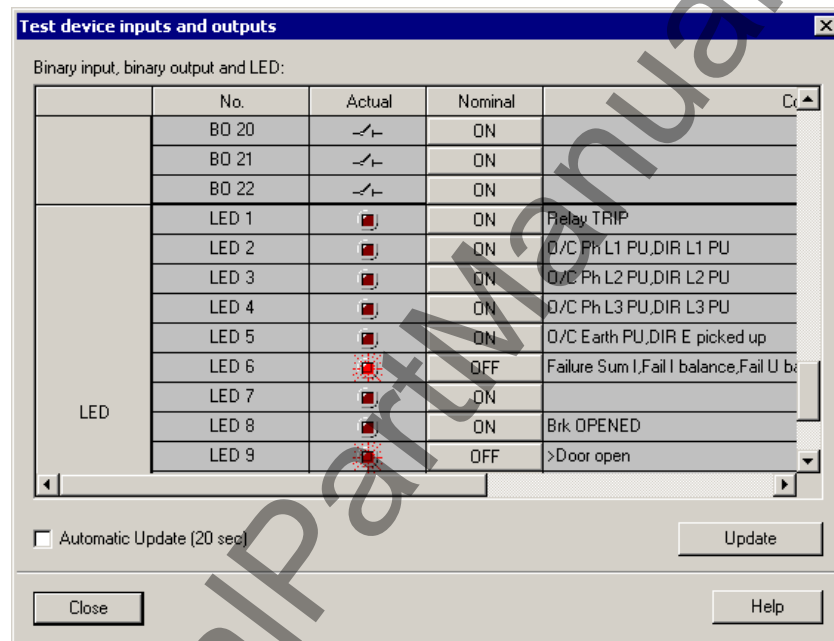 Test device inputs and outputs
Binary input, binary output and LED:
No. Actual Nominal
BO 20 ON
BO 21 ON
BO 22 ON
LED 1 ON Relay TRIP
LED 2 ON O/C Ph L1 PU,DIR L1 PU
LED 3 ON O/C Ph L2 PU,DIR L2 PU
LED 4 ON O/C Ph L3 PU,DIR L3 PU
LED 5 ON O/C Earth PU,DIR E picked up
LED 6 OFF Failure Sum I,Fail I balance,Fail U
LED
LED 7 ON
LED 8 ON Brk OPENED
LED 9 OFF >Door open
Automatic Update (20 sec)
Update
Close
Help